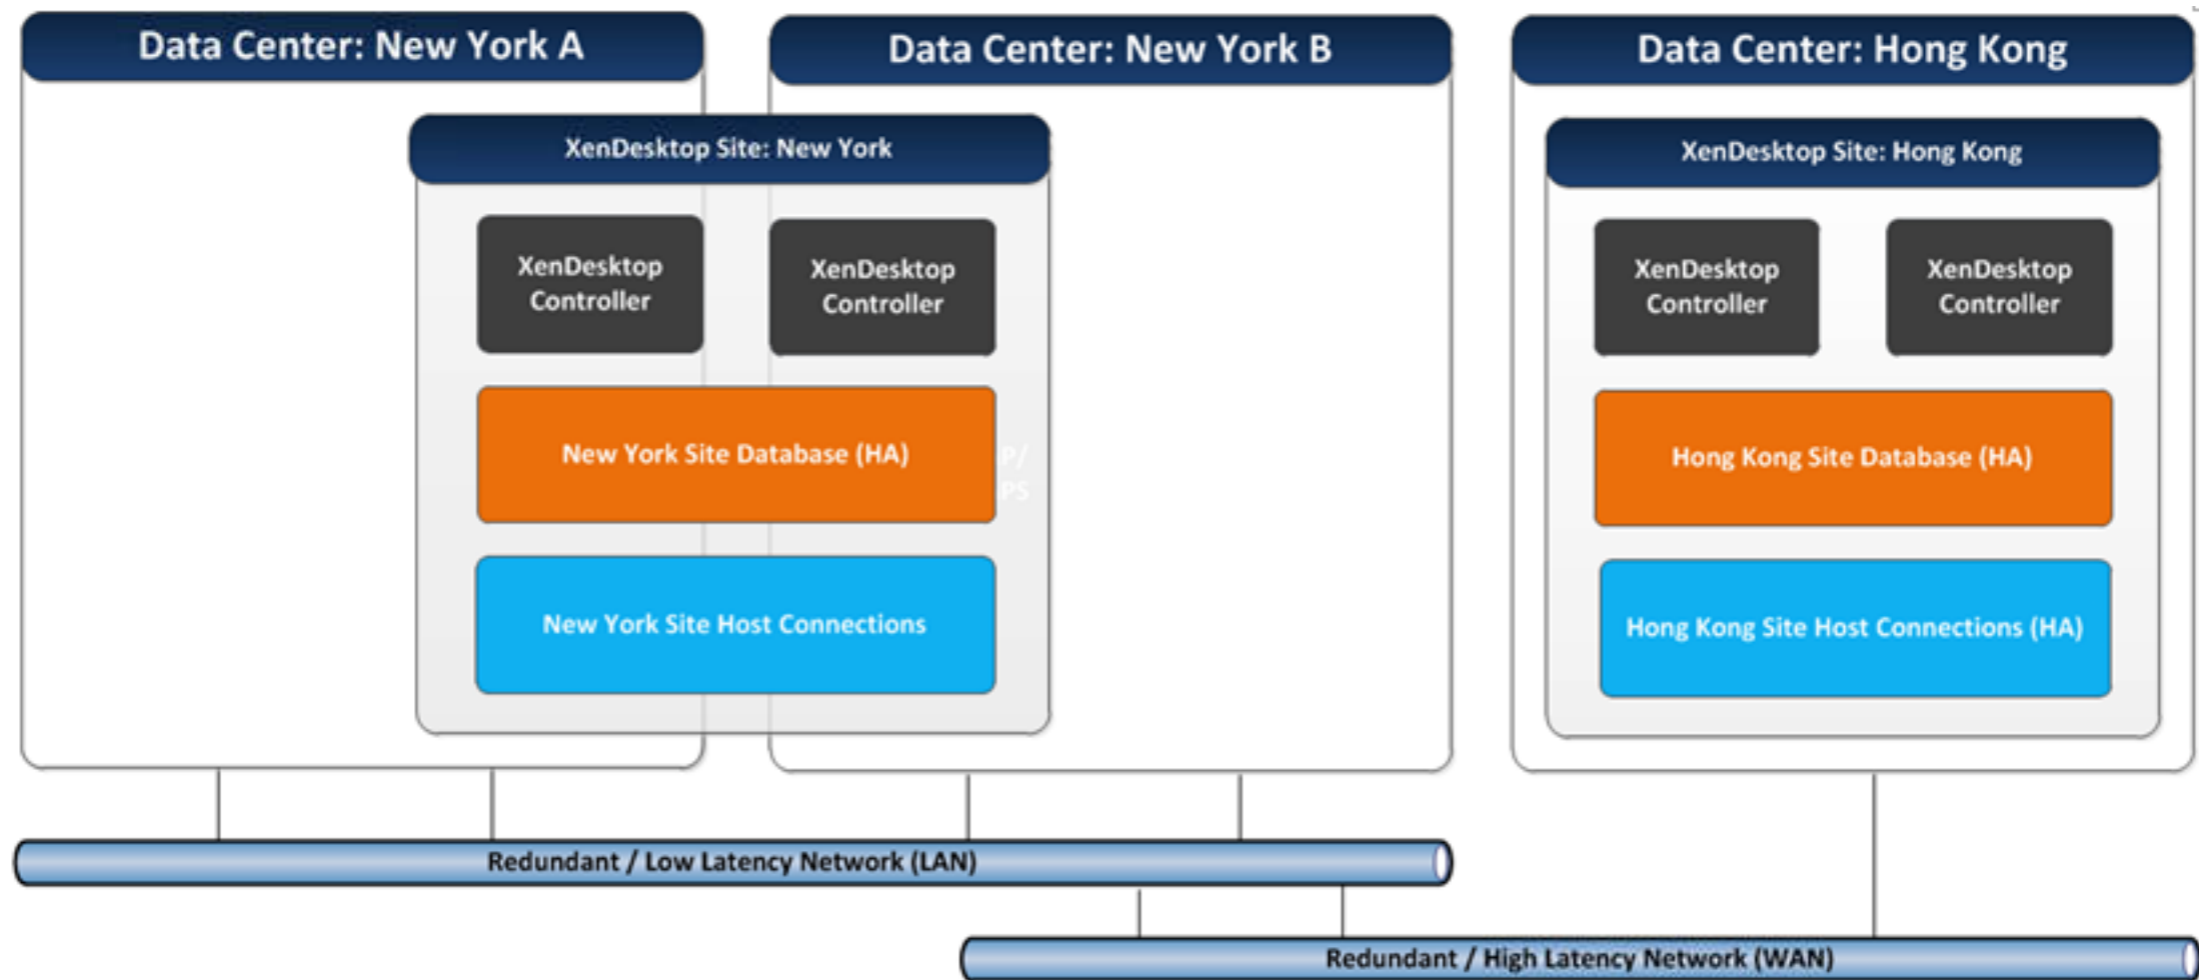 Data Center: New York A
Data Center: New York B
Data Center: Hong Kong
XenDesktop Site: New York
XenDesktop Site: Hong Kong
XenDesktop
Controller
XenDesktop
Controller
XenDesktop
Controller
XenDesktop
Controller
New York Site Database (HA)
P/
PS
Hong Kong Site Database (HA)
New York Site Host Connections
Hong Kong Site Host Connections (HA)
Redundant / Low Latency Network (LAN)
Redundant / High Latency Network (WAN)